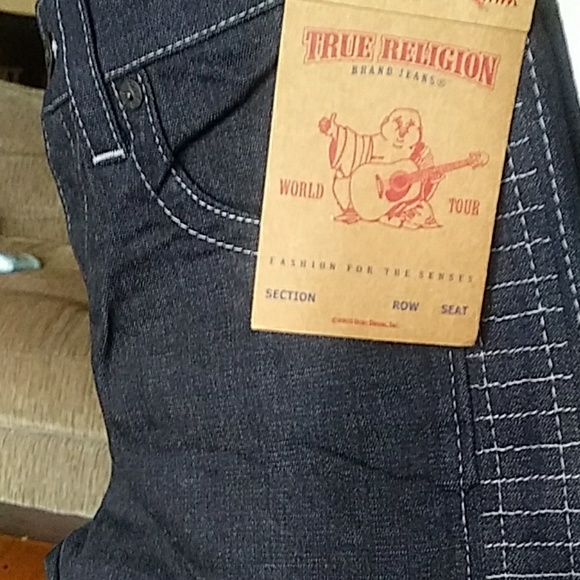 TRUE RELIGION
BRAND JEANS®
WORLD TOUR
FASHION FOR THE SENSES
SECTION ROW SEAT